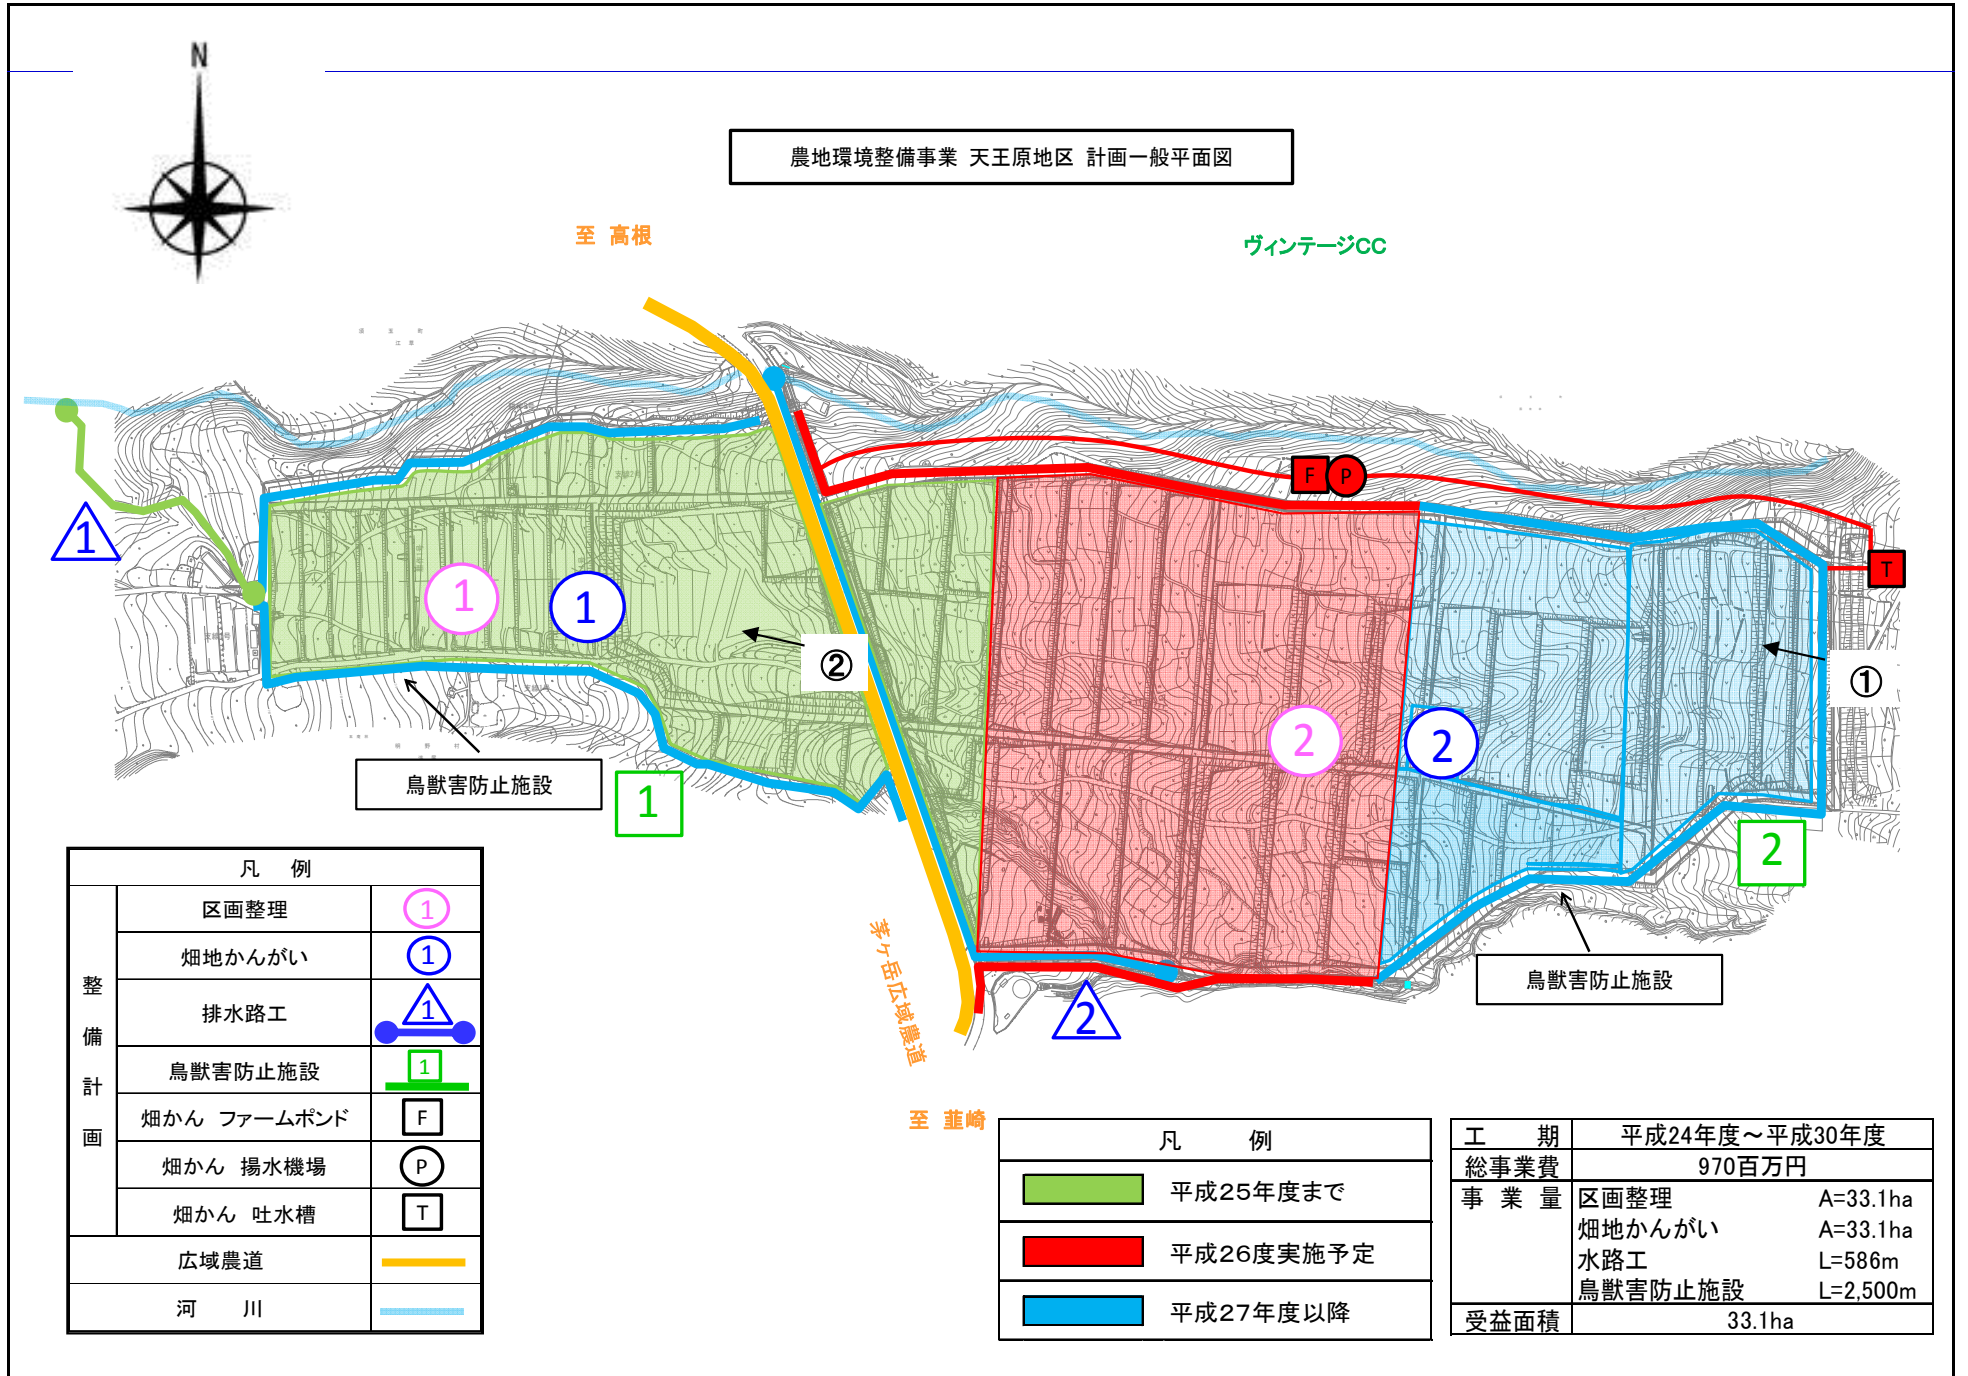 N
農地環境整備事業 天王原地区 計画一般平面図
至 高根
ヴィンテージCC
F P
T
1
1
1
②
①
2
2
鳥獣害防止施設
1
2
鳥獣害防止施設
2
茅ヶ岳広域農道
至 韮崎
凡 例
整備計画
区画整理 1
畑地かんがい 1
排水路工 1
鳥獣害防止施設 1
畑かん ファームポンド F
畑かん 揚水機場 P
畑かん 吐水槽 T
広域農道
河 川
凡 例
平成25年度まで
平成26度実施予定
平成27年度以降
工 期 平成24年度～平成30年度
総事業費 970百万円
事 業 量 区画整理 A=33.1ha
畑地かんがい A=33.1ha
水路工 L=586m
鳥獣害防止施設 L=2,500m
受益面積 33.1ha